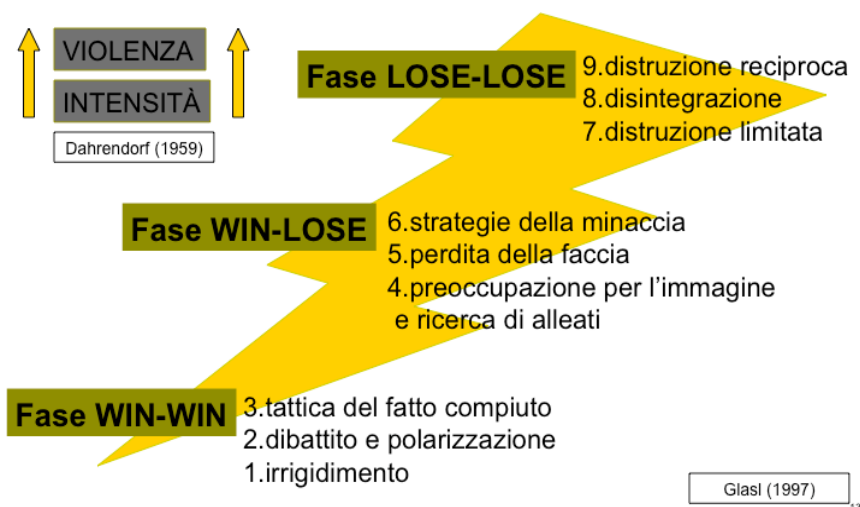 VIOLENZA
INTENSITÀ
Dahrendorf (1959)
Fase LOSE-LOSE
9.distruzione reciproca
8.disintegrazione
7.distruzione limitata
Fase WIN-LOSE
6.strategie della minaccia
5.perdita della faccia
4.preoccupazione per l’immagine
e ricerca di alleati
Fase WIN-WIN
3.tattica del fatto compiuto
2.dibattito e polarizzazione
1.irrigidimento
Glasl (1997)